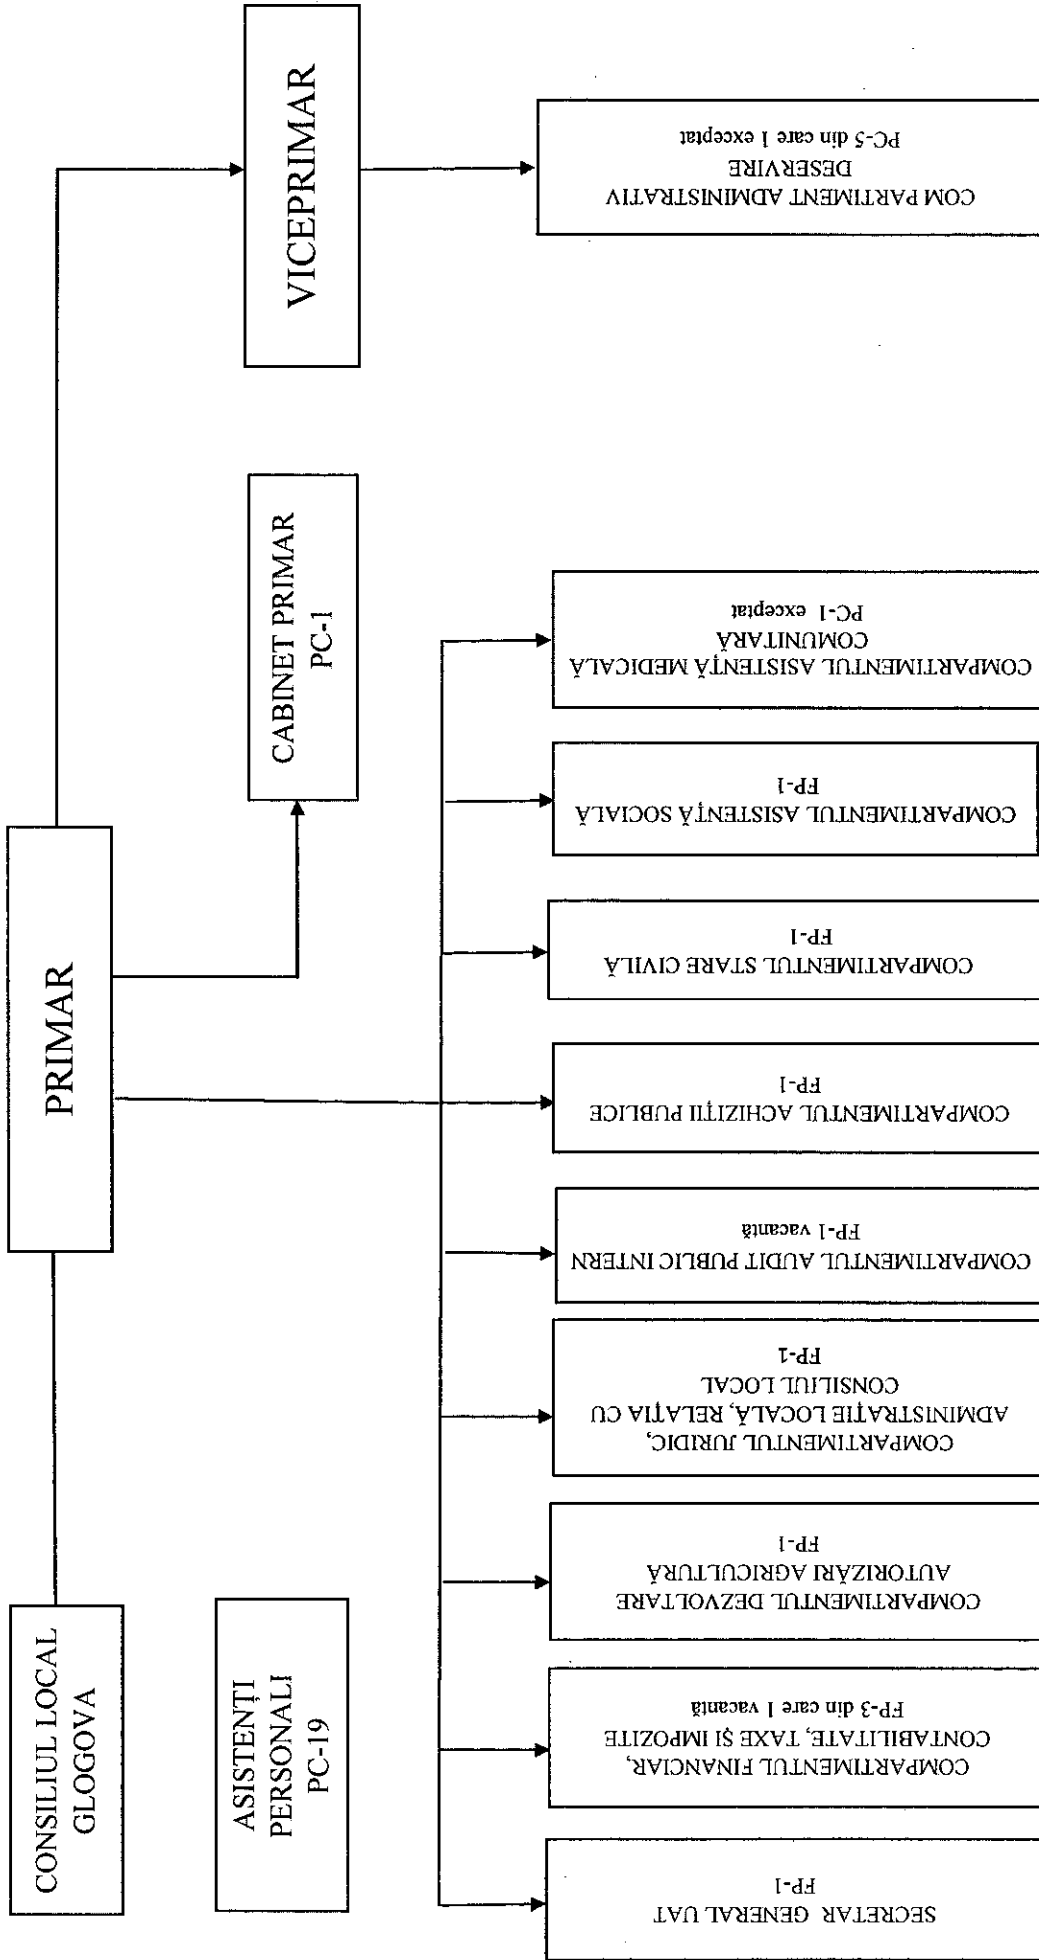 CONSILIUL LOCAL
GLOGOVA
PRIMAR
ASISTENȚI
PERSONALI
PC-19
CABINET PRIMAR
PC-1
VICEPRIMAR
SECRETAR GENERAL UAT
FP-1
COMPARTIMENTUL FINANCIAR,
CONTABILITATE, TAXE ȘI IMPOZITE
FP-3 din care 1 vacantă
COMPARTIMENTUL DEZVOLTARE
AUTORIZĂRI AGRICULTURĂ
FP-1
COMPARTIMENTUL JURIDIC,
ADMINISTRAȚIE LOCALĂ, RELAȚIA CU
CONSILIUL LOCAL
FP-1
COMPARTIMENTUL AUDIT PUBLIC INTERN
FP-1 vacantă
COMPARTIMENTUL ACHIZIȚII PUBLICE
FP-1
COMPARTIMENTUL STARE CIVILĂ
FP-1
COMPARTIMENTUL ASISTENȚĂ SOCIALĂ
FP-1
COMPARTIMENTUL ASISTENȚĂ MEDICALĂ
COMUNITARĂ
PC-1 exceptat
COM PARTIMENT ADMINISTRATIV
DESERVIRE
PC-5 din care 1 exceptat